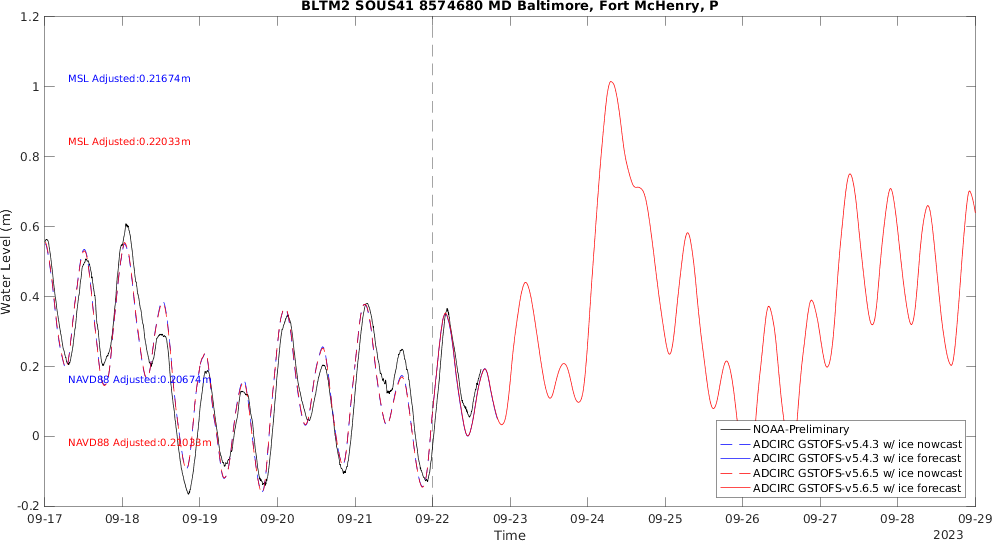 BLTM2 SOUS41 8574680 MD Baltimore, Fort McHenry, P
1.2
1
0.8
0.6
0.4
0.2
0
-0.2
Water Level (m)
MSL Adjusted:0.21674m
MSL Adjusted:0.22033m
NAVD88 Adjusted:0.20674m
NAVD88 Adjusted:0.21033m
NOAA-Preliminary
ADCIRC GSTOFS-v5.4.3 w/ ice nowcast
ADCIRC GSTOFS-v5.4.3 w/ ice forecast
ADCIRC GSTOFS-v5.6.5 w/ ice nowcast
ADCIRC GSTOFS-v5.6.5 w/ ice forecast
09-17 09-18 09-19 09-20 09-21 09-22 09-23 09-24 09-25 09-26 09-27 09-28 09-29
Time
2023